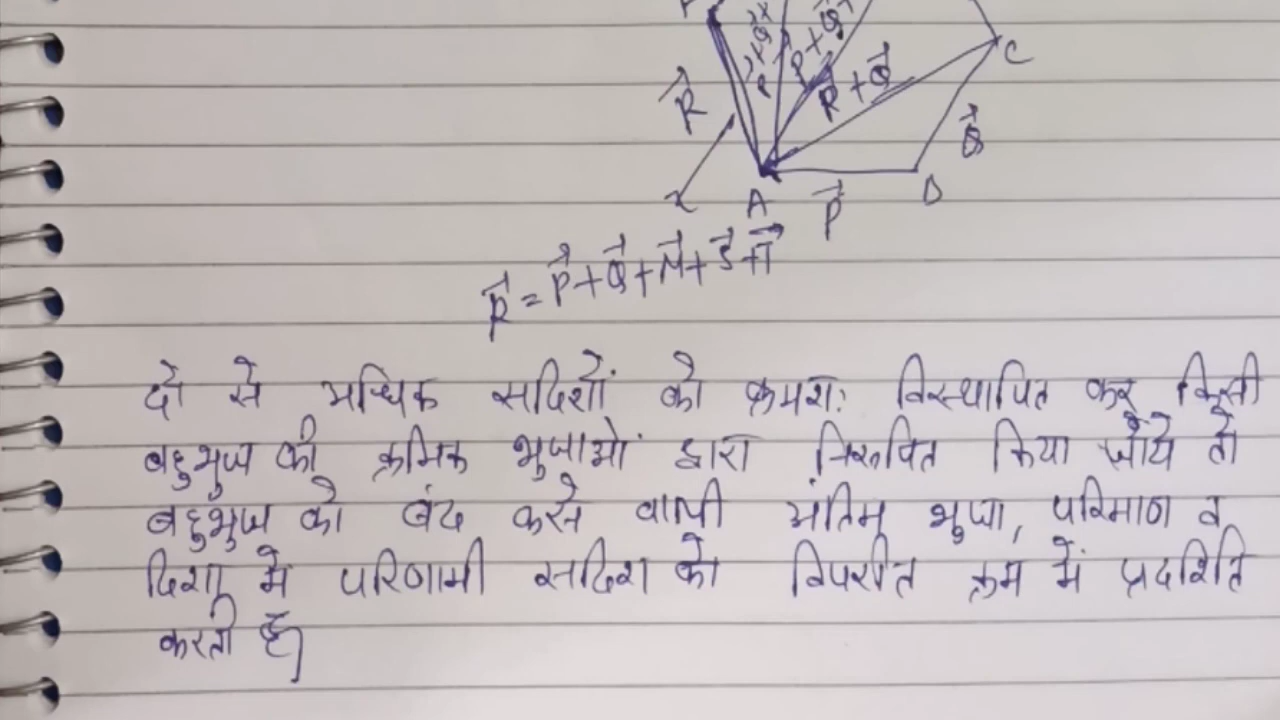 P⃗+Q⃗+
P+Q⃗+
C
R⃗
P⃗+Q⃗
Q⃗
A
P⃗
B
R⃗ = P⃗+Q⃗+M⃗+S⃗+T⃗
दो से अधिक सदिशों को क्रमशः विस्थापित कर किसी
बहुभुज की क्रमिक भुजाओं द्वारा निरूपित किया जाये तो
बहुभुज को बंद करने वाली अंतिम भुजा, परिमाण व
दिशा में परिणामी सदिश को विपरीत क्रम में प्रदर्शित
करती है।